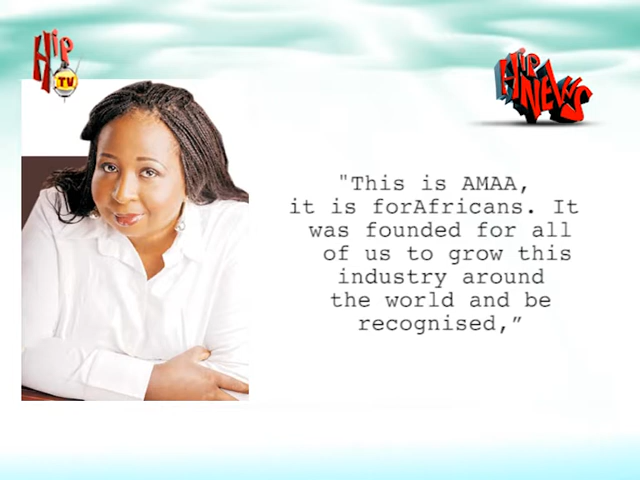 Hip
TV
Hip
News
"This is AMAA,
it is forAfricans. It
was founded for all
of us to grow this
industry around
the world and be
recognised,”